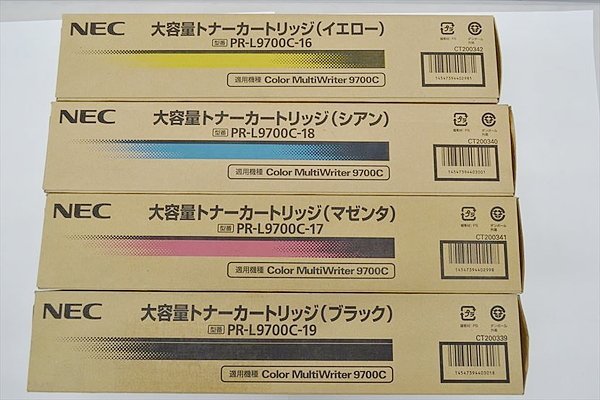 NEC
大容量トナーカートリッジ(イエロー)
型番 PR-L9700C-16
適用機種 Color MultiWriter 9700C
CT200342
4547394402981
NEC
大容量トナーカートリッジ(シアン)
型番 PR-L9700C-18
適用機種 Color MultiWriter 9700C
CT200340
4547394403001
NEC
大容量トナーカートリッジ(マゼンタ)
型番 PR-L9700C-17
適用機種 Color MultiWriter 9700C
CT200341
4547394402998
NEC
大容量トナーカートリッジ(ブラック)
型番 PR-L9700C-19
適用機種 Color MultiWriter 9700C
CT200339
4547394403018